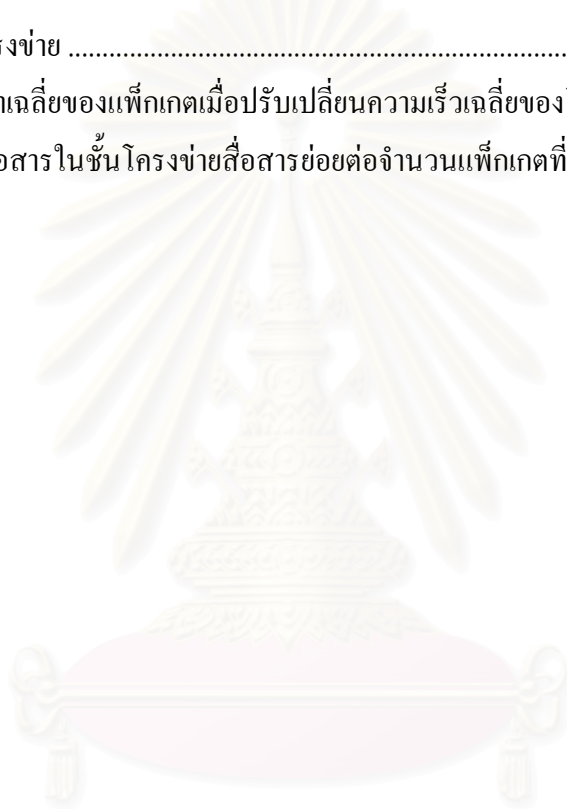 รงข่าย ..........................................................................
าเฉลี่ยของแพ็กเกตเมื่อปรับเปลี่ยนความเร็วเฉลี่ยของ
อสารในชั้นโครงข่ายสื่อสารย่อยต่อจำนวนแพ็กเกตที่